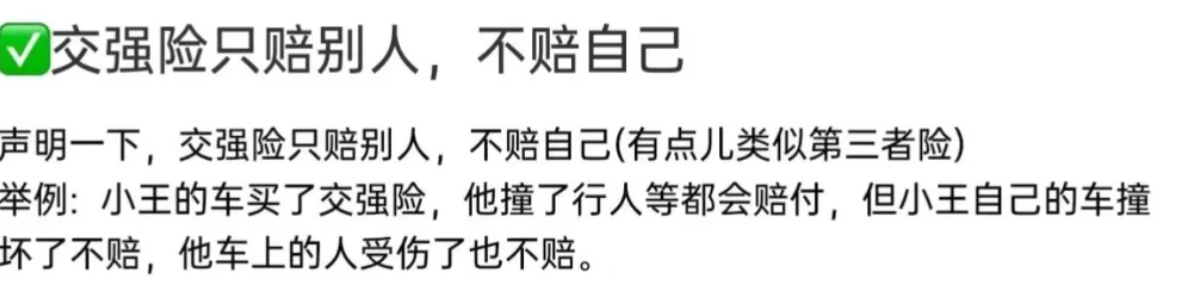 ✅交强险只赔别人，不赔自己
声明一下，交强险只赔别人，不赔自己(有点儿类似第三者险)
举例：小王的车买了交强险，他撞了行人等都会赔付，但小王自己的车撞
坏了不赔，他车上的人受伤了也不赔。